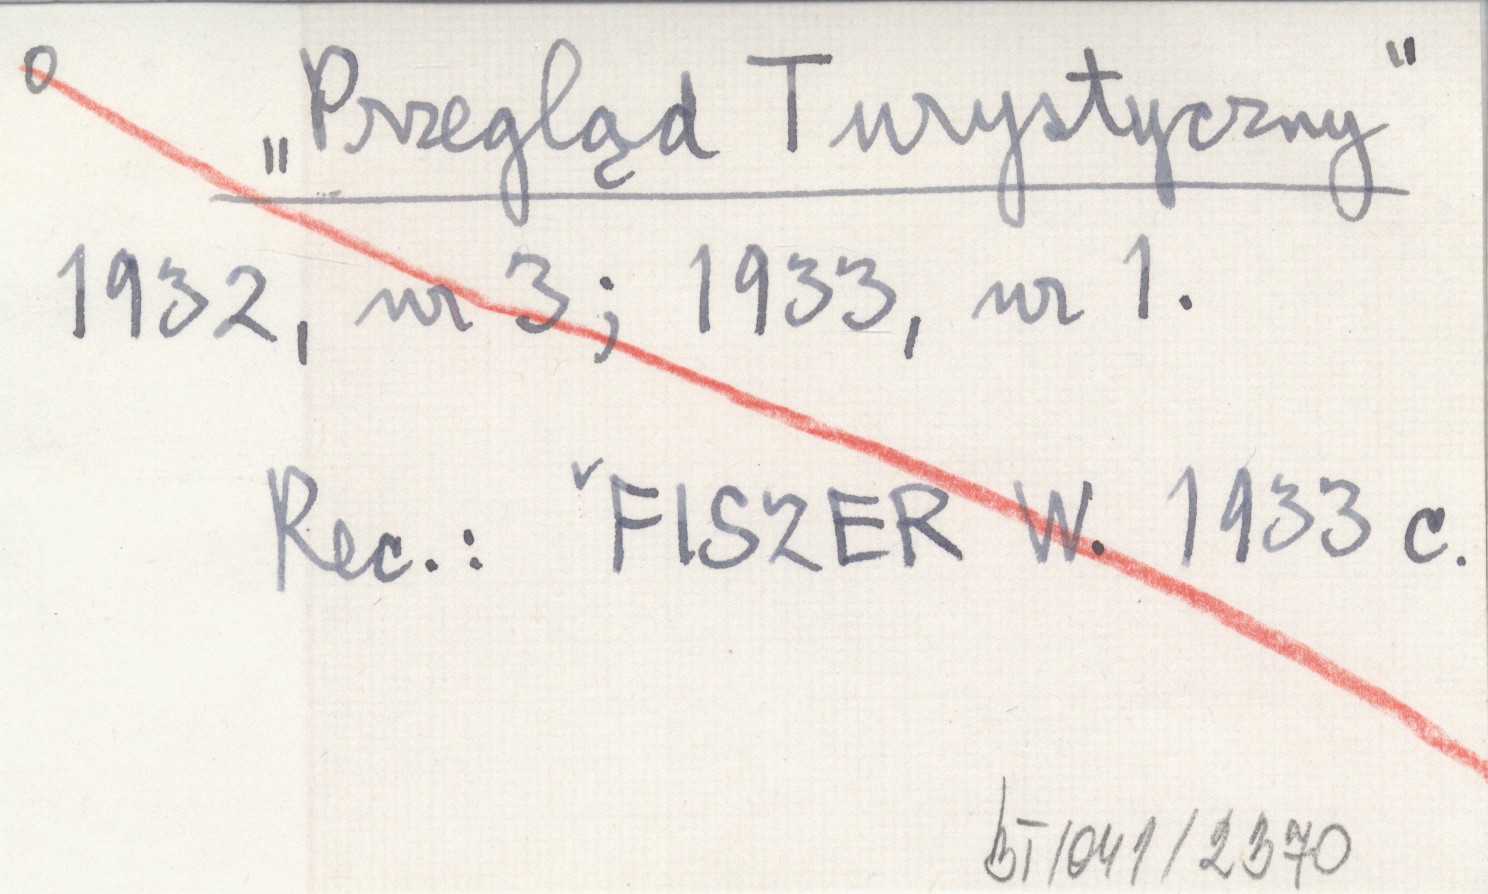 o
„Przegląd Turystyczny"
1932, nr 3; 1933, nr 1.
Rec.: ˇFISZER W. 1933 c.
BT/041/2370